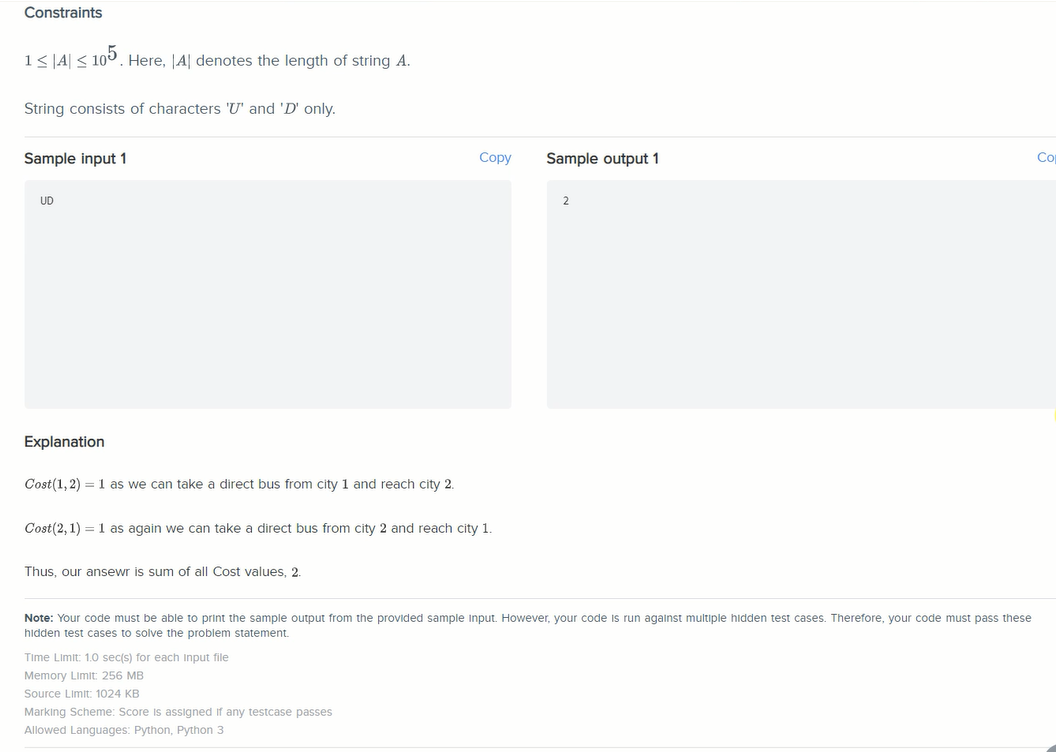 Constraints
1 ≤ |A| ≤ 10^5. Here, |A| denotes the length of string A.
String consists of characters 'U' and 'D' only.
Sample input 1
Copy
Sample output 1
Cop
UD
2
Explanation
Cost(1, 2) = 1 as we can take a direct bus from city 1 and reach city 2.
Cost(2, 1) = 1 as again we can take a direct bus from city 2 and reach city 1.
Thus, our ansewr is sum of all Cost values, 2.
Note: Your code must be able to print the sample output from the provided sample input. However, your code is run against multiple hidden test cases. Therefore, your code must pass these
hidden test cases to solve the problem statement.
Time Limit: 1.0 sec(s) for each input file
Memory Limit: 256 MB
Source Limit: 1024 KB
Marking Scheme: Score is assigned if any testcase passes
Allowed Languages: Python, Python 3